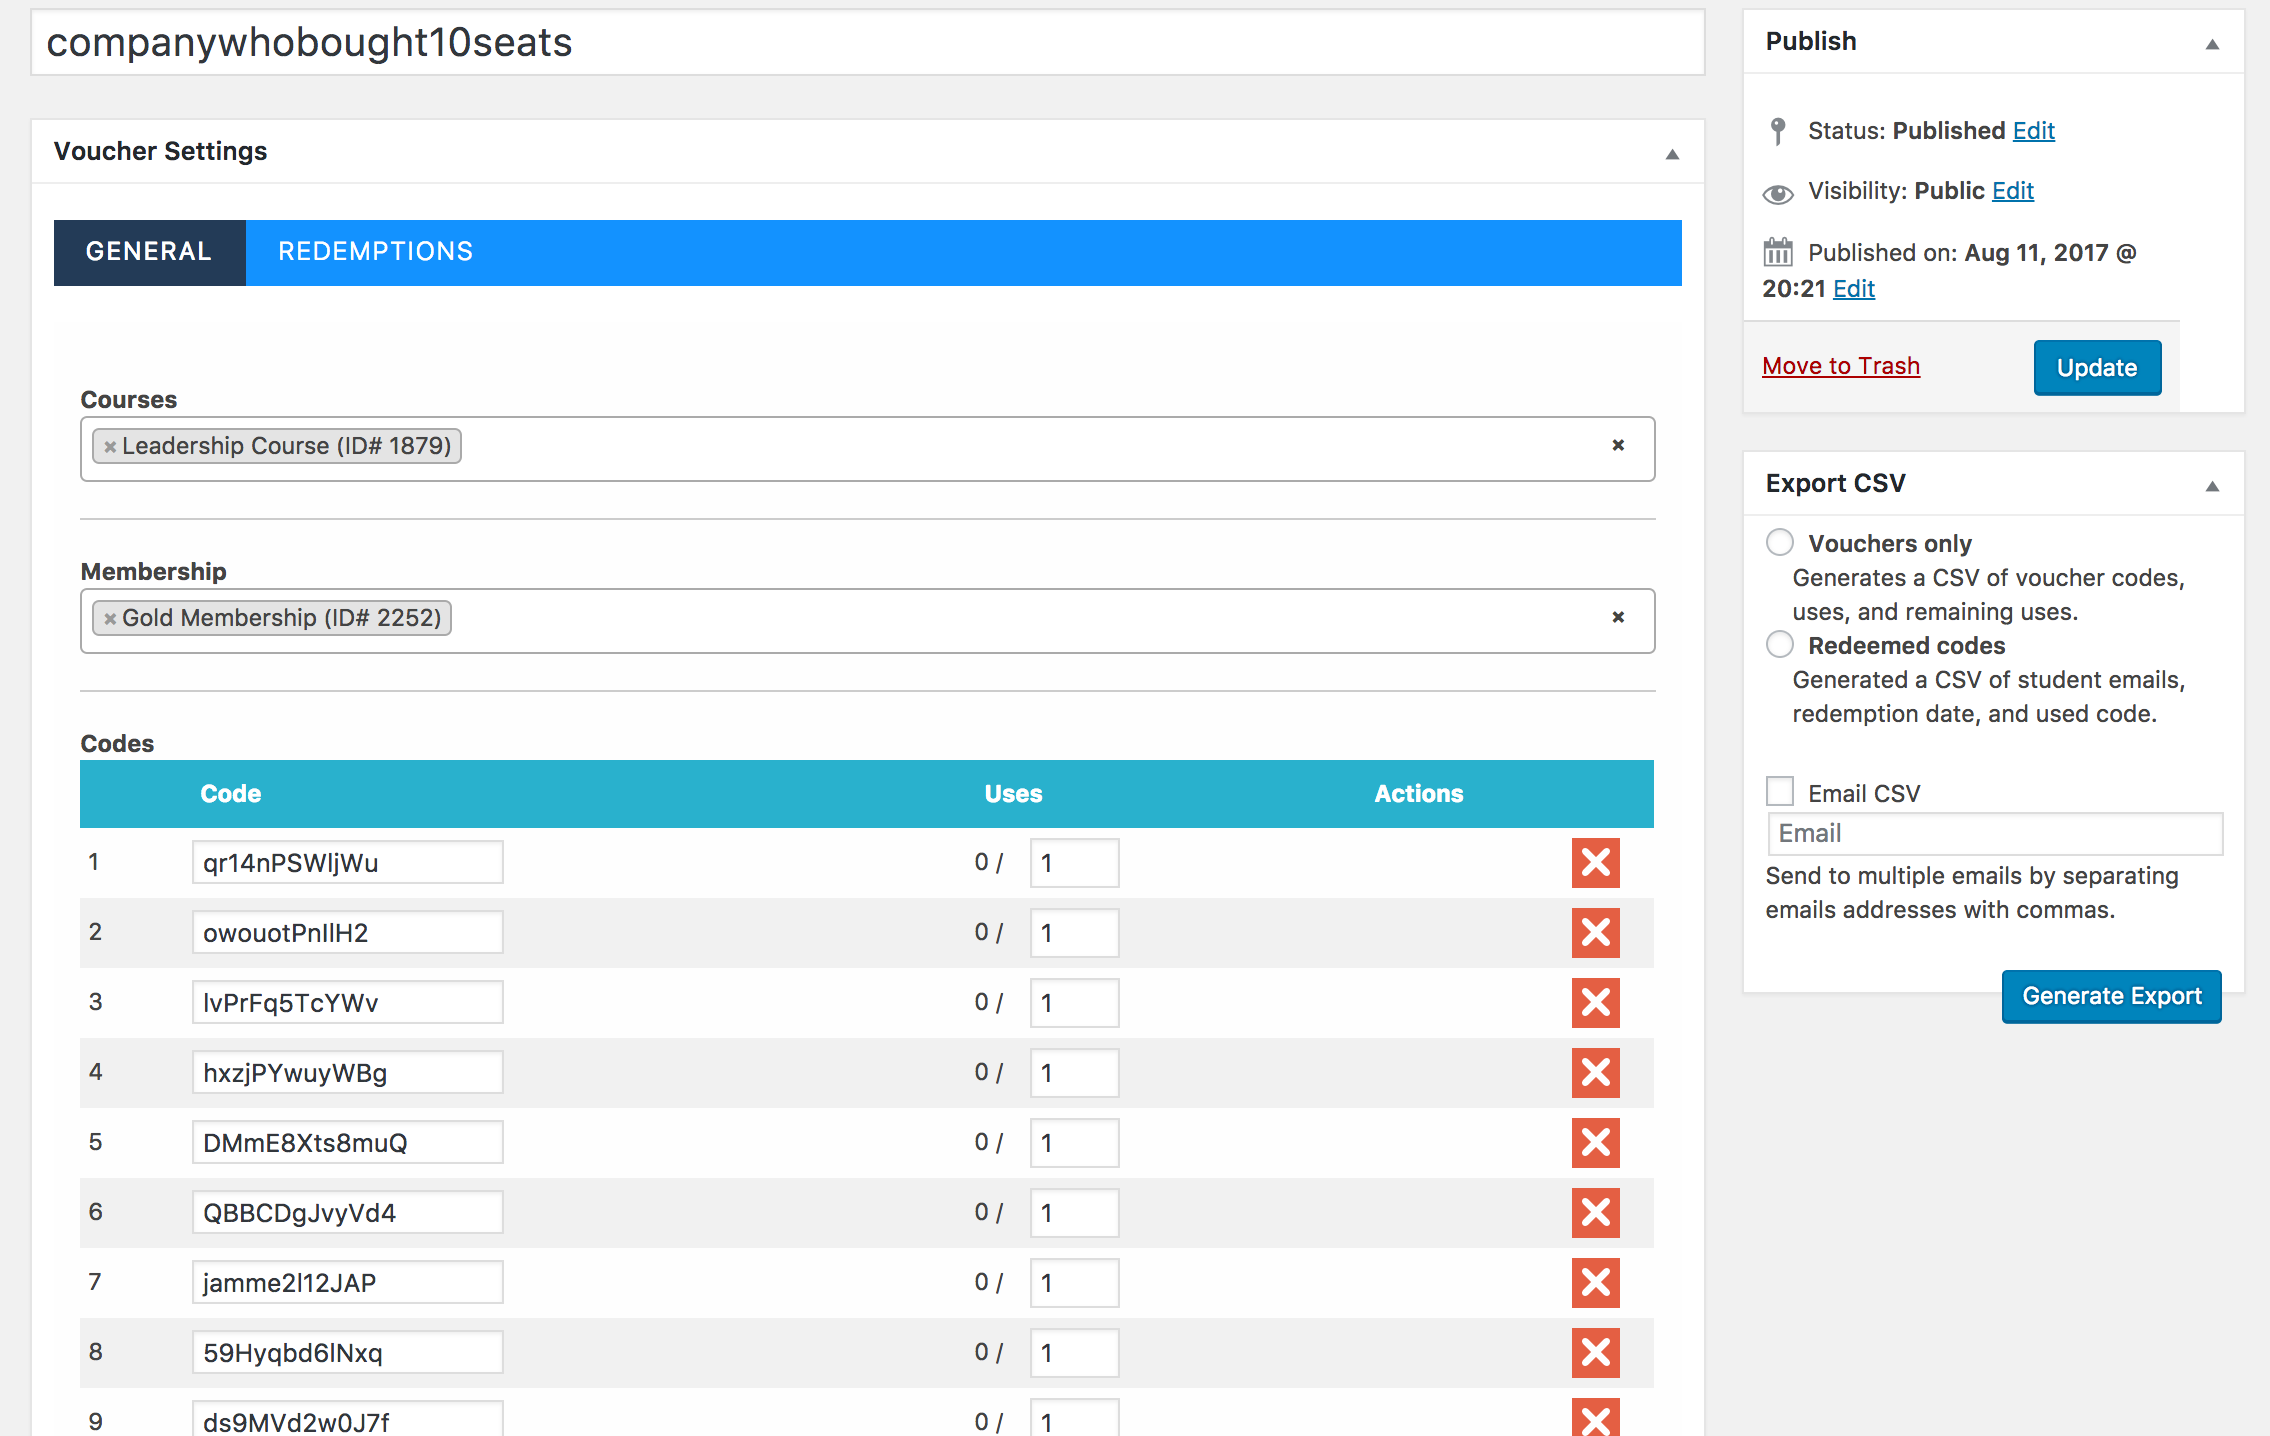 companywhobought10seats
Voucher Settings
GENERAL REDEMPTIONS
Courses
Leadership Course (ID# 1879)
Membership
Gold Membership (ID# 2252)
Codes
Code Uses Actions
1 qr14nPSWljWu 0 / 1
2 owouotPnIlH2 0 / 1
3 lvPrFq5TcYWv 0 / 1
4 hxzjPYwuyWBg 0 / 1
5 DMmE8Xts8muQ 0 / 1
6 QBBCDgJvyVd4 0 / 1
7 jamme2l12JAP 0 / 1
8 59Hyqbd6lNxq 0 / 1
9 ds9MVd2w0J7f 0 / 1
Publish
Status: Published Edit
Visibility: Public Edit
Published on: Aug 11, 2017 @
20:21 Edit
Move to Trash Update
Export CSV
Vouchers only
Generates a CSV of voucher codes,
uses, and remaining uses.
Redeemed codes
Generated a CSV of student emails,
redemption date, and used code.
Email CSV
Email
Send to multiple emails by separating
emails addresses with commas.
Generate Export